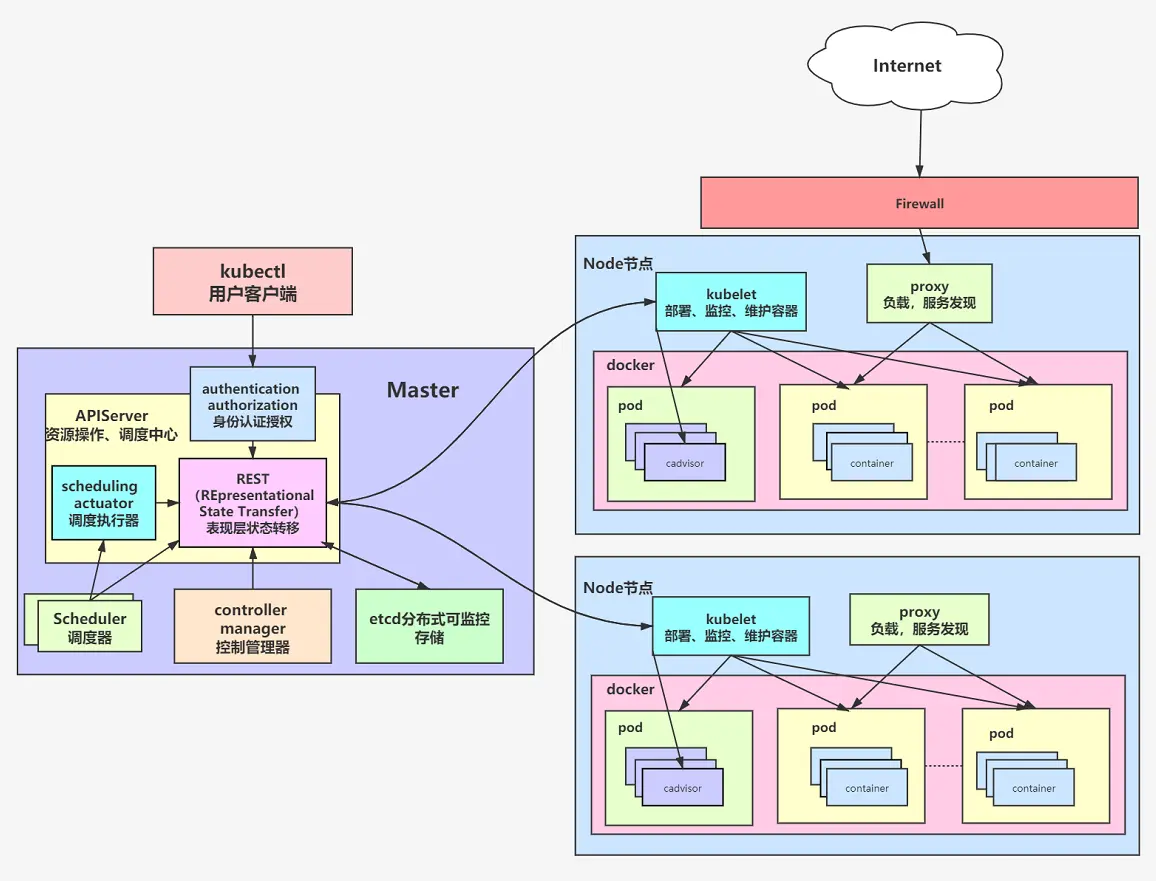 Internet
Firewall
kubectl
用户客户端
Master
authentication
authorization
身份认证授权
APIServer
资源操作、调度中心
scheduling
actuator
调度执行器
REST
（REpresentational
State Transfer）
表现层状态转移
Scheduler
调度器
controller
manager
控制管理器
etcd分布式可监控
存储
Node节点
kubelet
部署、监控、维护容器
proxy
负载，服务发现
docker
pod
cadvisor
pod
container
pod
container
Node节点
kubelet
部署、监控、维护容器
proxy
负载，服务发现
docker
pod
cadvisor
pod
container
pod
container